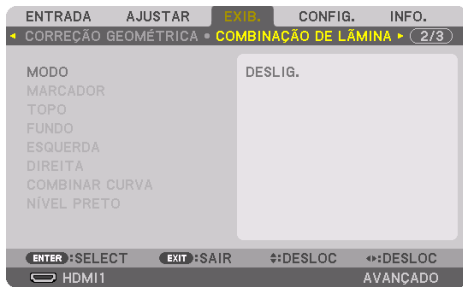 ENTRADA AJUSTAR EXIB. CONFIG. INFO.
◂ CORREÇÃO GEOMÉTRICA • COMBINAÇÃO DE LÃMINA ▸ 2/3
MODO DESLIG.
MARCADOR
TOPO
FUNDO
ESQUERDA
DIREITA
COMBINAR CURVA
NÍVEL PRETO
ENTER :SELECT EXIT :SAIR :DESLOC :DESLOC
HDMI1 AVANÇADO